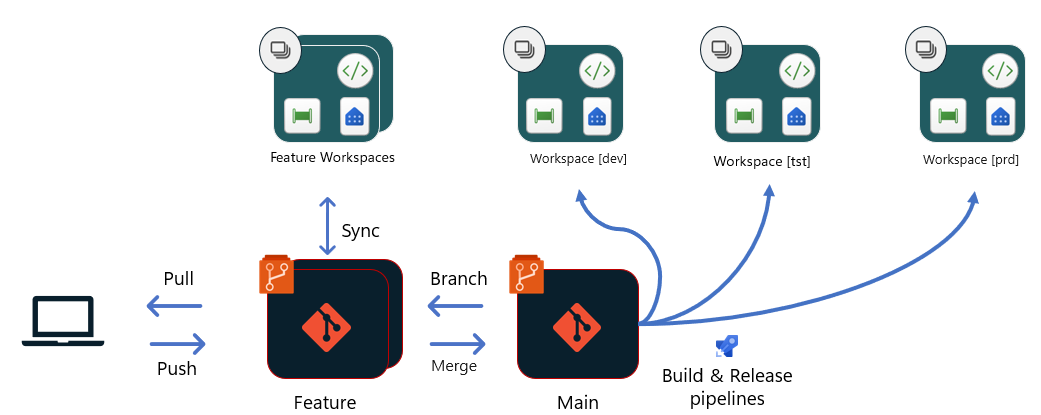 Feature Workspaces
Workspace [dev]
Workspace [tst]
Workspace [prd]
Sync
Pull
Push
Branch
Merge
Feature
Main
Build & Release
pipelines